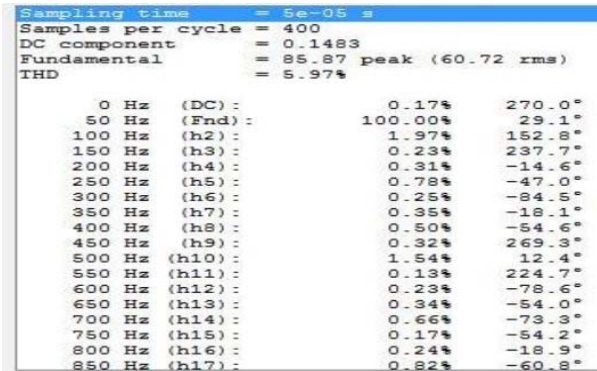 Sampling time = 5e-05 s
Samples per cycle = 400
DC component = 0.1483
Fundamental = 85.87 peak (60.72 rms)
THD = 5.97%
0 Hz (DC): 0.17% 270.0°
50 Hz (Fnd): 100.00% 29.1°
100 Hz (h2): 1.97% 152.8°
150 Hz (h3): 0.23% 237.7°
200 Hz (h4): 0.31% -14.6°
250 Hz (h5): 0.78% -47.0°
300 Hz (h6): 0.25% -84.5°
350 Hz (h7): 0.35% -18.1°
400 Hz (h8): 0.50% -54.6°
450 Hz (h9): 0.32% 269.3°
500 Hz (h10): 1.54% 12.4°
550 Hz (h11): 0.13% 224.7°
600 Hz (h12): 0.23% -78.6°
650 Hz (h13): 0.34% -54.0°
700 Hz (h14): 0.66% -73.3°
750 Hz (h15): 0.17% -54.2°
800 Hz (h16): 0.24% -18.9°
850 Hz (h17): 0.82% -60.8°